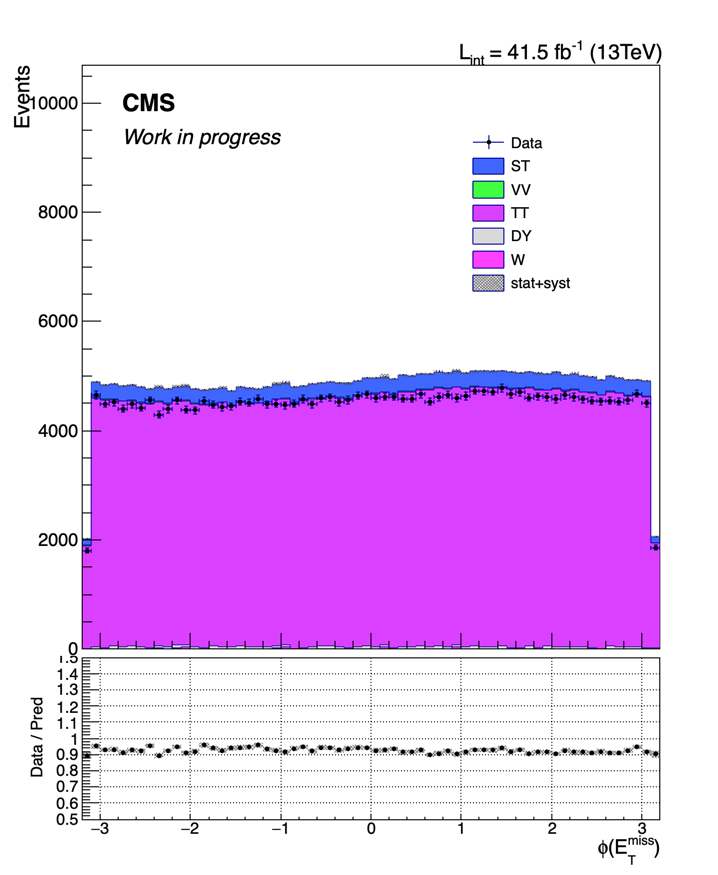 L_int = 41.5 fb^-1 (13TeV)
Events
CMS
Work in progress
10000
8000
6000
4000
2000
0
Data
ST
VV
TT
DY
W
stat+syst
Data / Pred
1.5
1.4
1.3
1.2
1.1
1
0.9
0.8
0.7
0.6
0.5
−3 −2 −1 0 1 2 3
ϕ(E_T^miss)